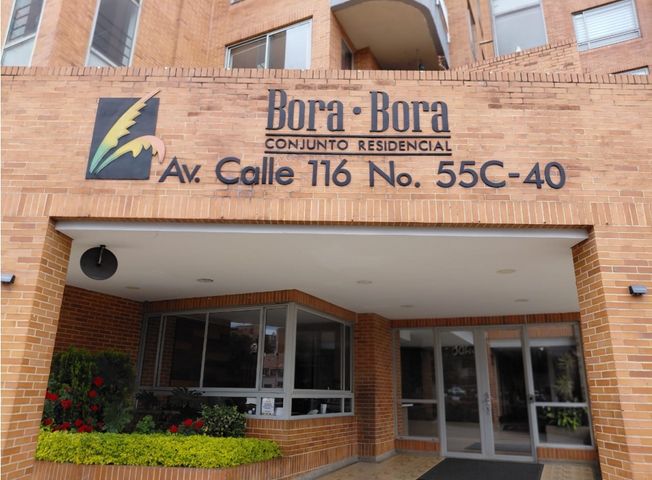 Bora • Bora
CONJUNTO RESIDENCIAL
Av. Calle 116 No. 55C-40